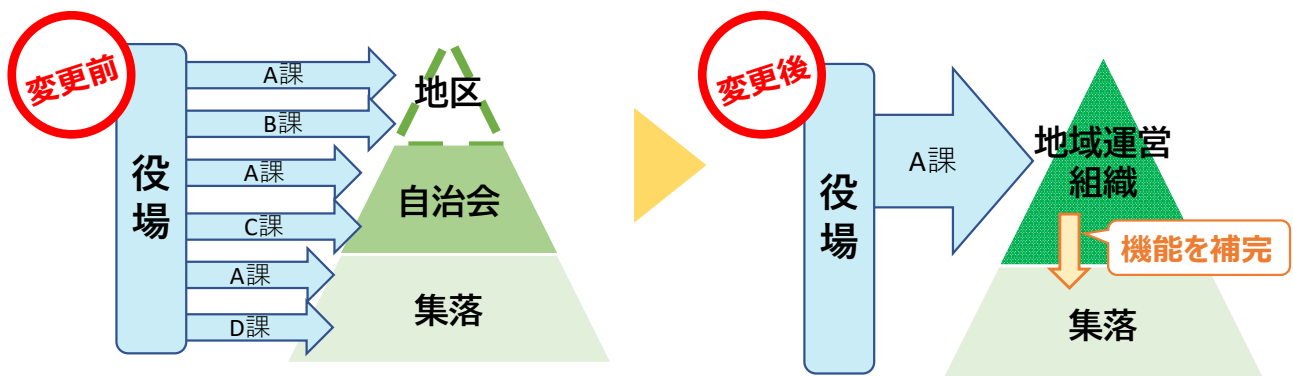 変更前
役場
A課
B課
A課
C課
A課
D課
地区
自治会
集落
変更後
役場
A課
地域運営
組織
機能を補完
集落